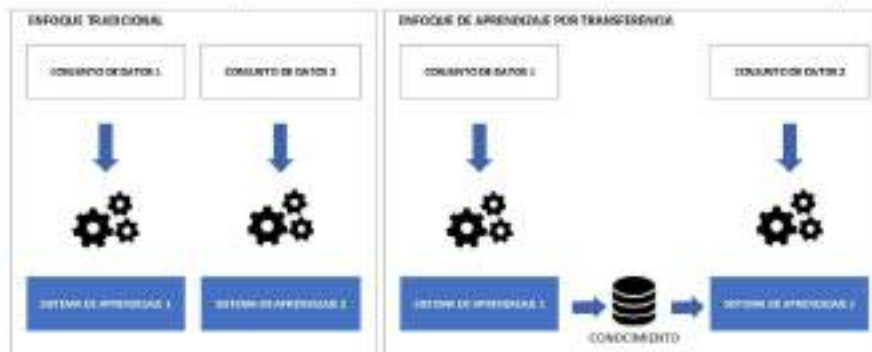 ENFOQUE TRADICIONAL
CONJUNTO DE DATOS 1
CONJUNTO DE DATOS 2
SISTEMA DE APRENDIZAJE 1
SISTEMA DE APRENDIZAJE 2
ENFOQUE DE APRENDIZAJE POR TRANSFERENCIA
CONJUNTO DE DATOS 1
CONJUNTO DE DATOS 2
SISTEMA DE APRENDIZAJE 1
CONOCIMIENTO
SISTEMA DE APRENDIZAJE 2